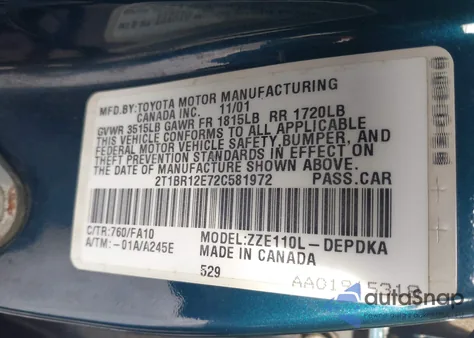 MFD.BY:TOYOTA MOTOR MANUFACTURING
CANADA INC. 11/01
GVWR 3515LB GAWR FR 1815LB RR 1720LB
THIS VEHICLE CONFORMS TO ALL APPLICABLE
FEDERAL MOTOR VEHICLE SAFETY,BUMPER, AND
THEFT PREVENTION STANDARDS IN EFFECT ON
THE DATE OF MANUFACTURE SHOWN ABOVE.
2T1BR12E72C581972 PASS.CAR
C/TR:760/FA10 MODEL:ZZE110L-DEPDKA
A/TM:-01A/A245E MADE IN CANADA
529
autoSnap